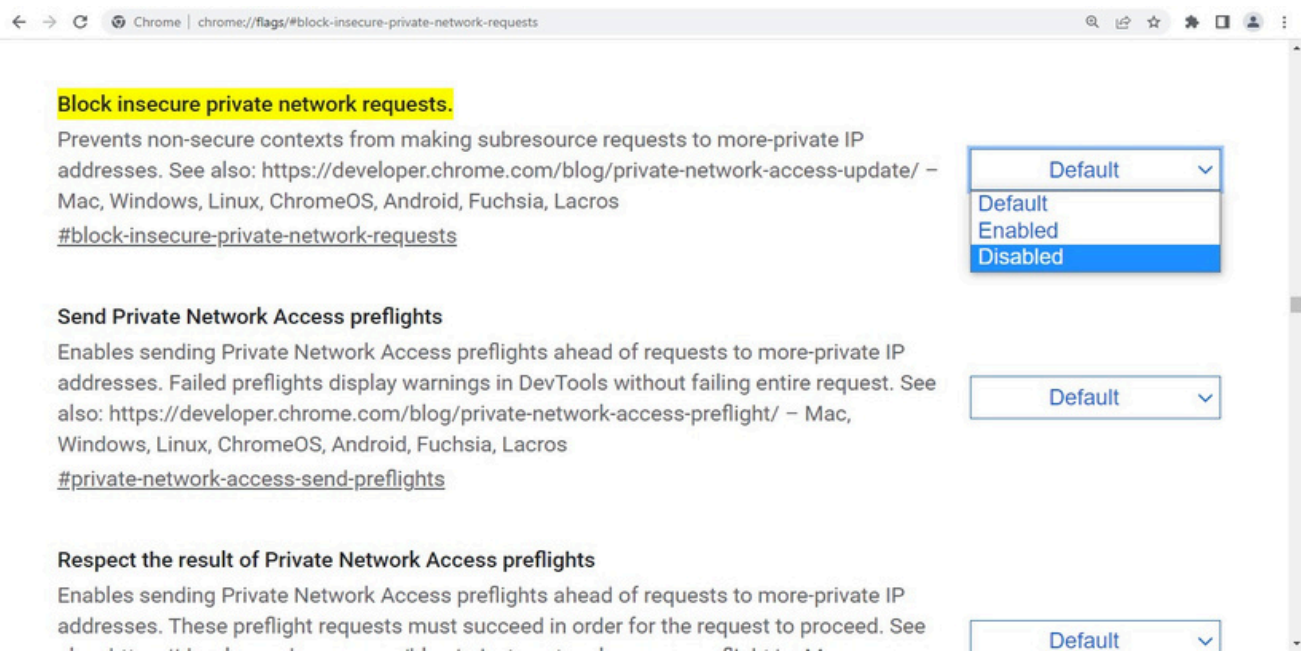 Chrome | chrome://flags/#block-insecure-private-network-requests
Block insecure private network requests.
Prevents non-secure contexts from making subresource requests to more-private IP
addresses. See also: https://developer.chrome.com/blog/private-network-access-update/ –
Mac, Windows, Linux, ChromeOS, Android, Fuchsia, Lacros
#block-insecure-private-network-requests
Default
Default
Enabled
Disabled
Send Private Network Access preflights
Enables sending Private Network Access preflights ahead of requests to more-private IP
addresses. Failed preflights display warnings in DevTools without failing entire request. See
also: https://developer.chrome.com/blog/private-network-access-preflight/ – Mac,
Windows, Linux, ChromeOS, Android, Fuchsia, Lacros
#private-network-access-send-preflights
Default
Respect the result of Private Network Access preflights
Enables sending Private Network Access preflights ahead of requests to more-private IP
addresses. These preflight requests must succeed in order for the request to proceed. See
Default